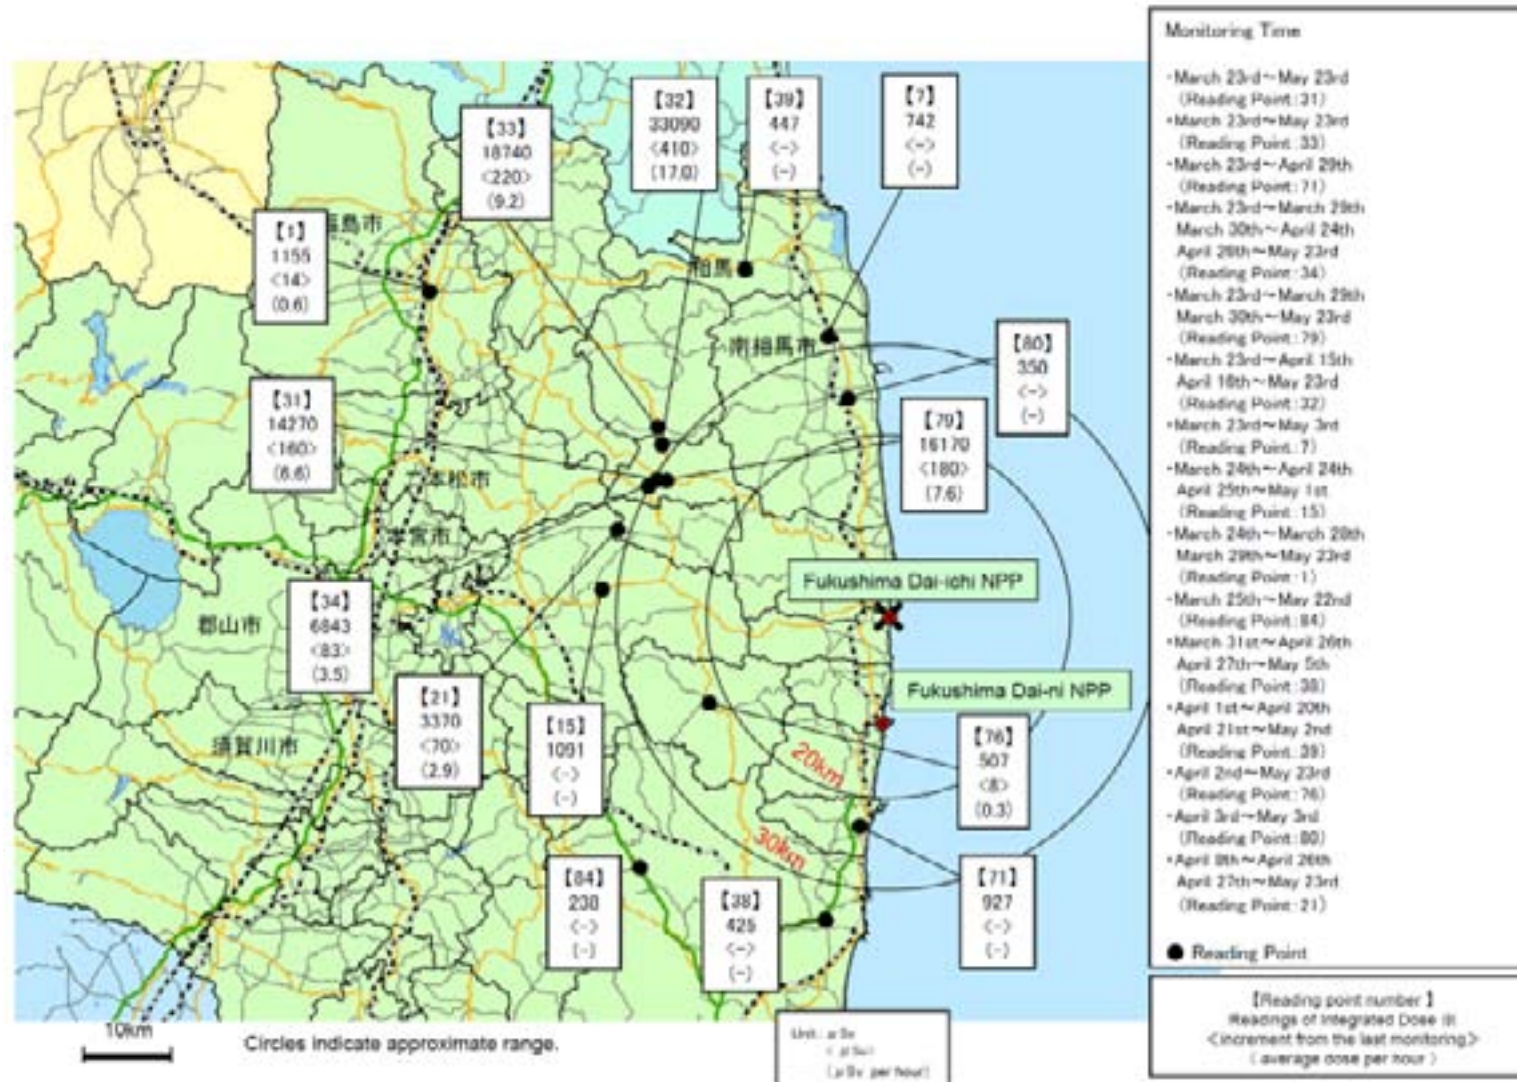 Monitoring Time
・March 23rd~May 23rd
(Reading Point:31)
・March 23rd~May 23rd
(Reading Point:33)
・March 23rd~April 29th
(Reading Point:71)
・March 23rd~March 29th
March 30th~April 24th
April 26th~May 23rd
(Reading Point:34)
・March 23rd~March 29th
March 30th~May 23rd
(Reading Point:79)
・March 23rd~April 15th
April 16th~May 23rd
(Reading Point:32)
・March 23rd~May 3rd
(Reading Point:7)
・March 24th~April 24th
April 25th~May 1st
(Reading Point:15)
・March 24th~March 28th
March 29th~May 23rd
(Reading Point:1)
・March 25th~May 22nd
(Reading Point:84)
・March 31st~April 26th
April 27th~May 5th
(Reading Point:38)
・April 1st~April 20th
April 21st~May 2nd
(Reading Point:39)
・April 2nd~May 23rd
(Reading Point:76)
・April 3rd~May 3rd
(Reading Point:80)
・April 8th~April 26th
April 27th~May 23rd
(Reading Point:21)
● Reading Point
【Reading point number】
Readings of Integrated Dose
<increment from the last monitoring>
( average dose per hour )
【32】
33090
<410>
(17.0)
【39】
447
<->
(-)
【7】
742
<->
(-)
【33】
18740
<220>
(9.2)
【1】
1155
<14>
(0.6)
島市
相馬
南相馬市
【80】
350
<->
(-)
【31】
14270
<160>
(6.6)
【79】
16170
<180>
(7.6)
本松市
本宮市
Fukushima Dai-ichi NPP
【34】
6843
<83>
(3.5)
郡山市
Fukushima Dai-ni NPP
【21】
3370
<70>
(2.9)
【15】
1091
<->
(-)
須賀川市
【76】
507
<8>
(0.3)
20km
30km
【84】
238
<->
(-)
【38】
425
<->
(-)
【71】
927
<->
(-)
10km
Circles indicate approximate range.
Unit: μSv
< μSv>
(μSv per hour)